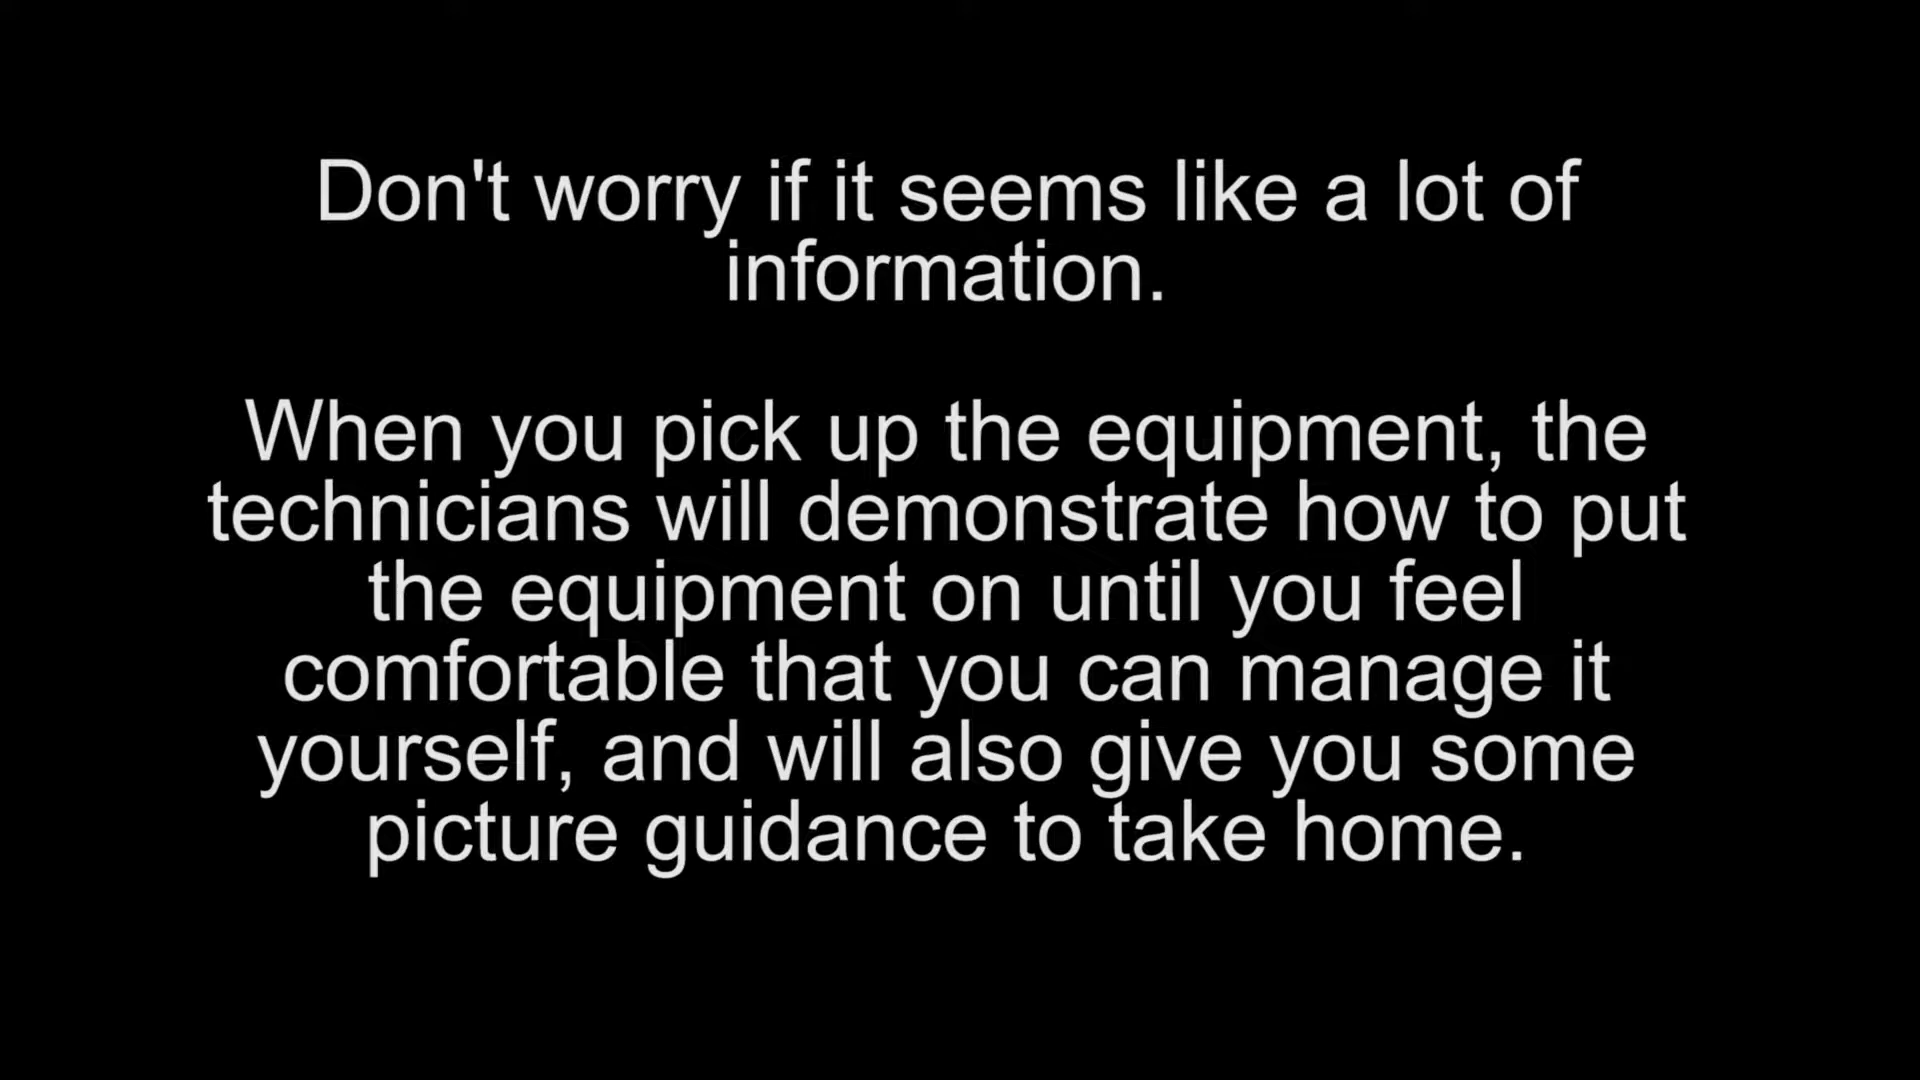 Don't worry if it seems like a lot of
information.
When you pick up the equipment, the
technicians will demonstrate how to put
the equipment on until you feel
comfortable that you can manage it
yourself, and will also give you some
picture guidance to take home.